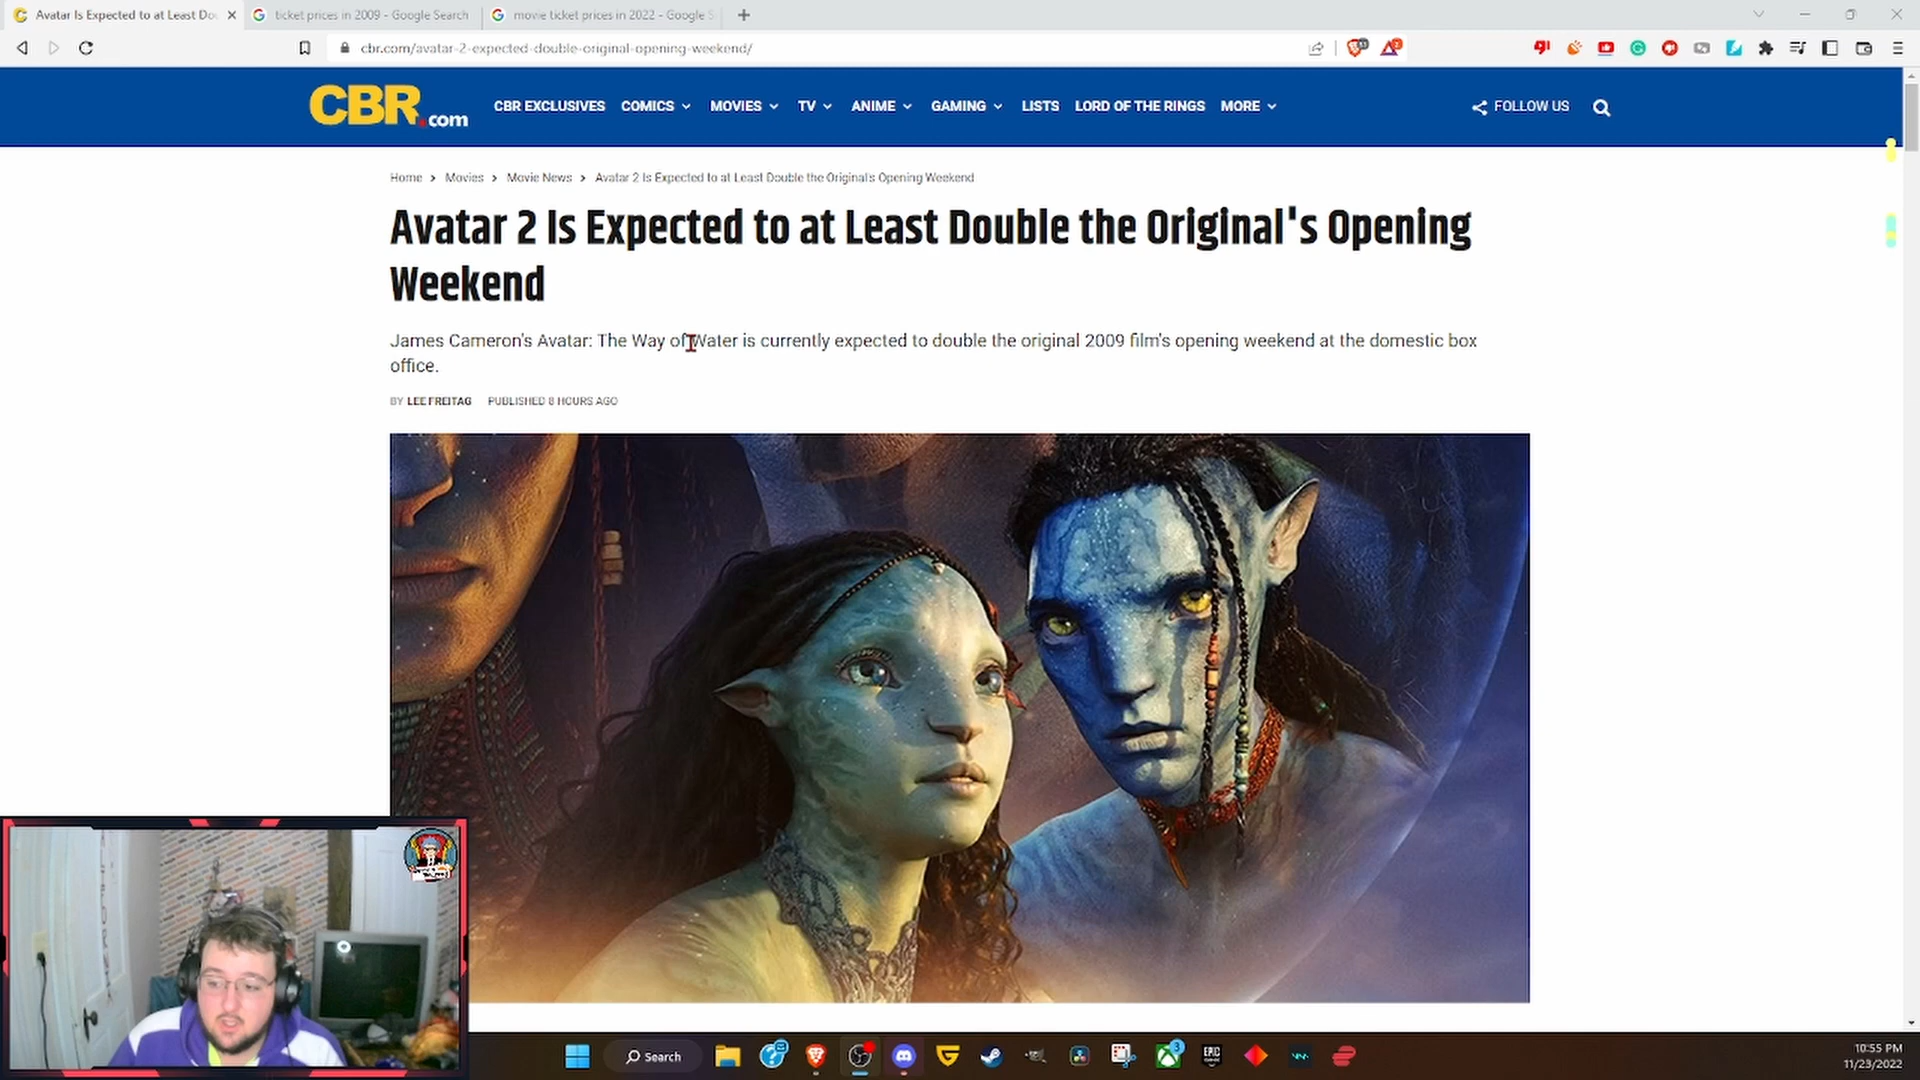 Avatar Is Expected to at Least Do
ticket prices in 2009 - Google Search
movie ticket prices in 2022 - Google S
cbr.com/avatar-2-expected-double-original-opening-weekend/
CBR.com
CBR EXCLUSIVES COMICS MOVIES TV ANIME GAMING LISTS LORD OF THE RINGS MORE FOLLOW US
Home > Movies > Movie News > Avatar 2 Is Expected to at Least Double the Original's Opening Weekend
Avatar 2 Is Expected to at Least Double the Original's Opening
Weekend
James Cameron's Avatar: The Way of Water is currently expected to double the original 2009 film's opening weekend at the domestic box
office.
BY LEE FREITAG PUBLISHED 8 HOURS AGO
Search
3
EPIC
10:55 PM
11/23/2022